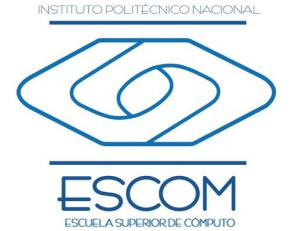 INSTITUTO POLITÉCNICO NACIONAL
ESCOM
ESCUELA SUPERIOR DE CÓMPUTO